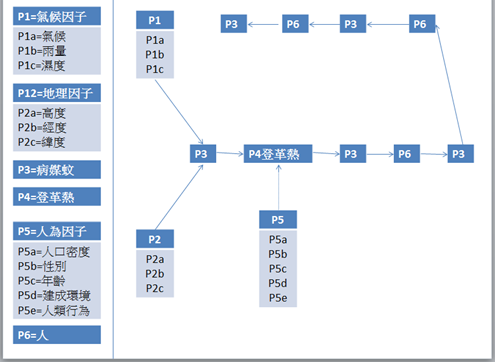 P1=氣候因子
P1a=氣候
P1b=雨量
P1c=濕度
P12=地理因子
P2a=高度
P2b=經度
P2c=緯度
P3=病媒蚊
P4=登革熱
P5=人為因子
P5a=人口密度
P5b=性別
P5c=年齡
P5d=建成環境
P5e=人類行為
P6=人
P1
P1a
P1b
P1c
P3
P6
P3
P6
P3
P4登革熱
P3
P6
P3
P2
P2a
P2b
P2c
P5
P5a
P5b
P5c
P5d
P5e